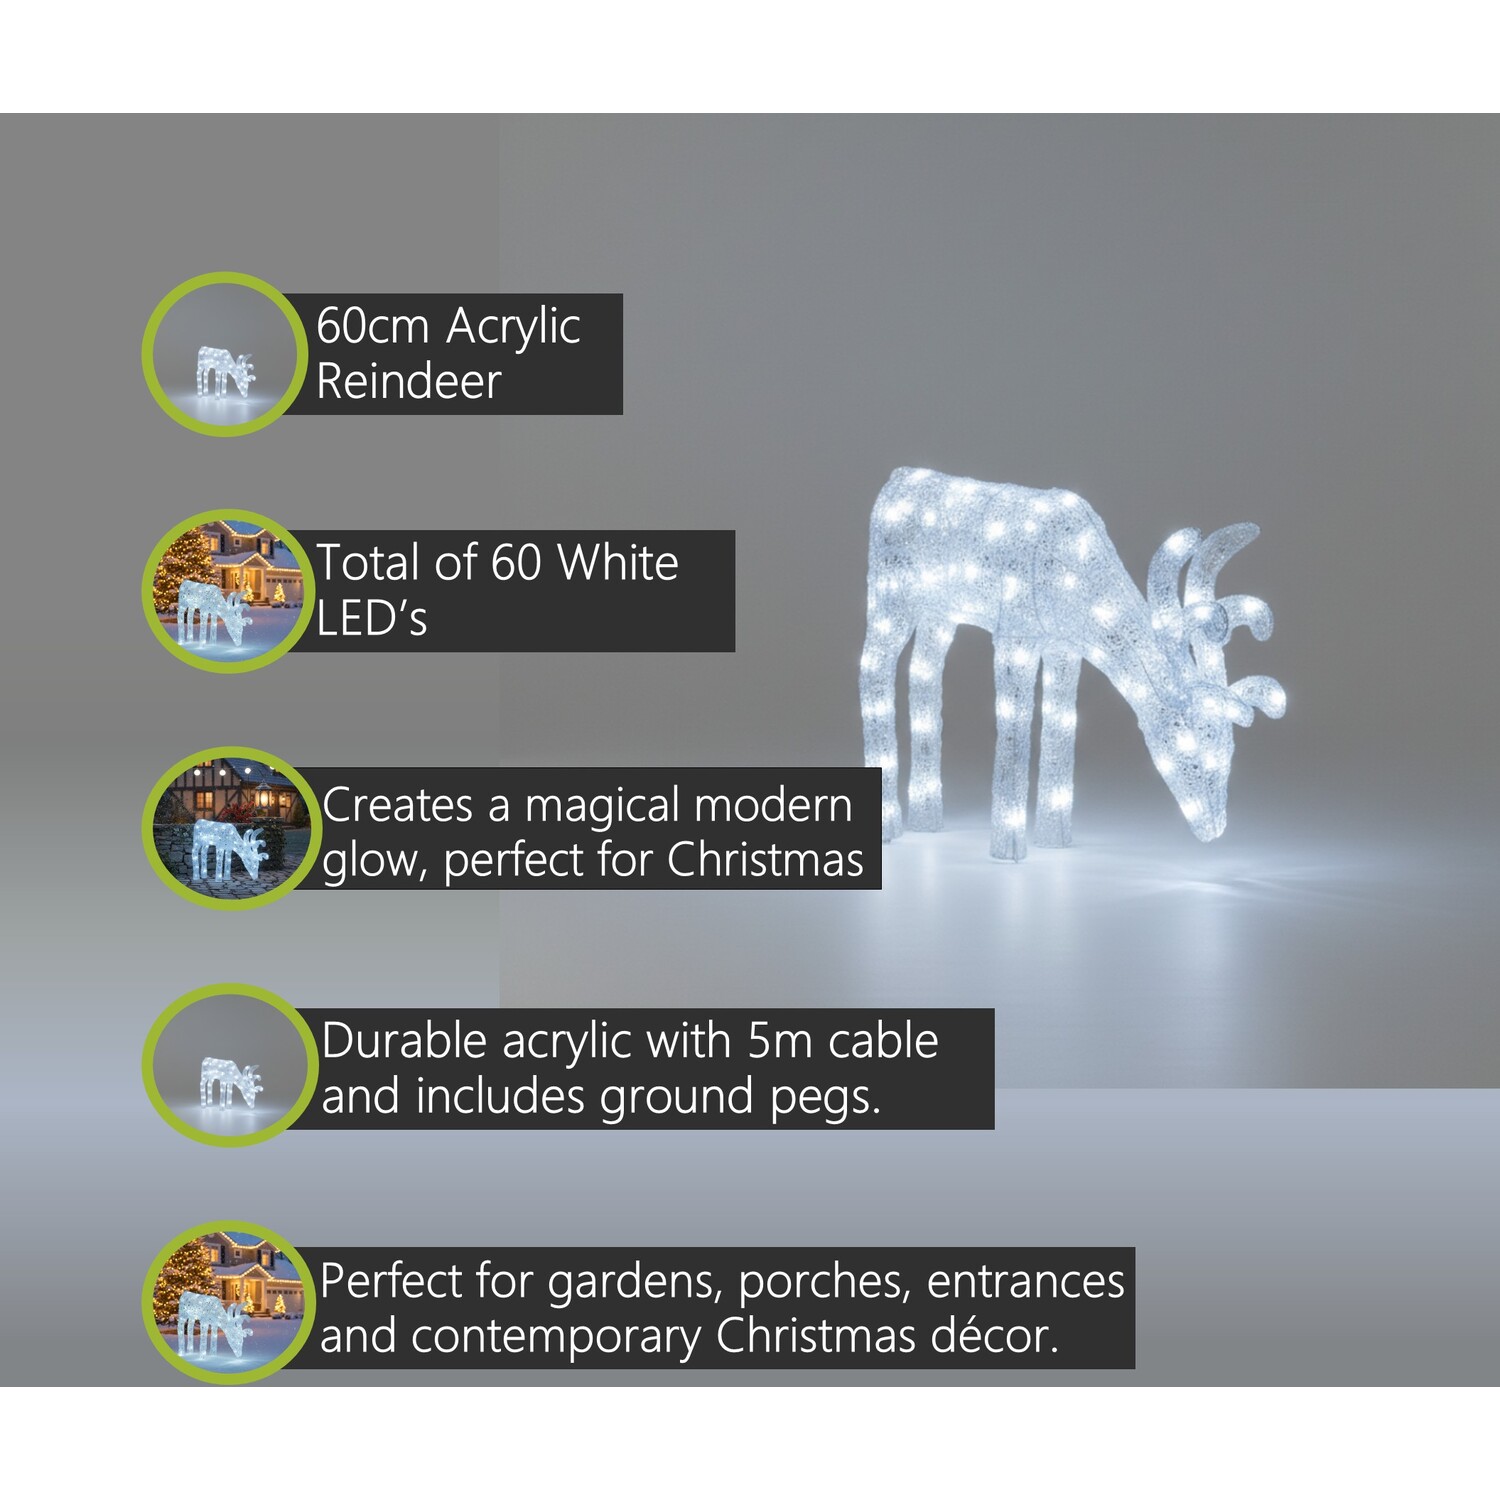 60cm Acrylic
Reindeer
Total of 60 White
LED’s
Creates a magical modern
glow, perfect for Christmas
Durable acrylic with 5m cable
and includes ground pegs.
Perfect for gardens, porches, entrances
and contemporary Christmas décor.